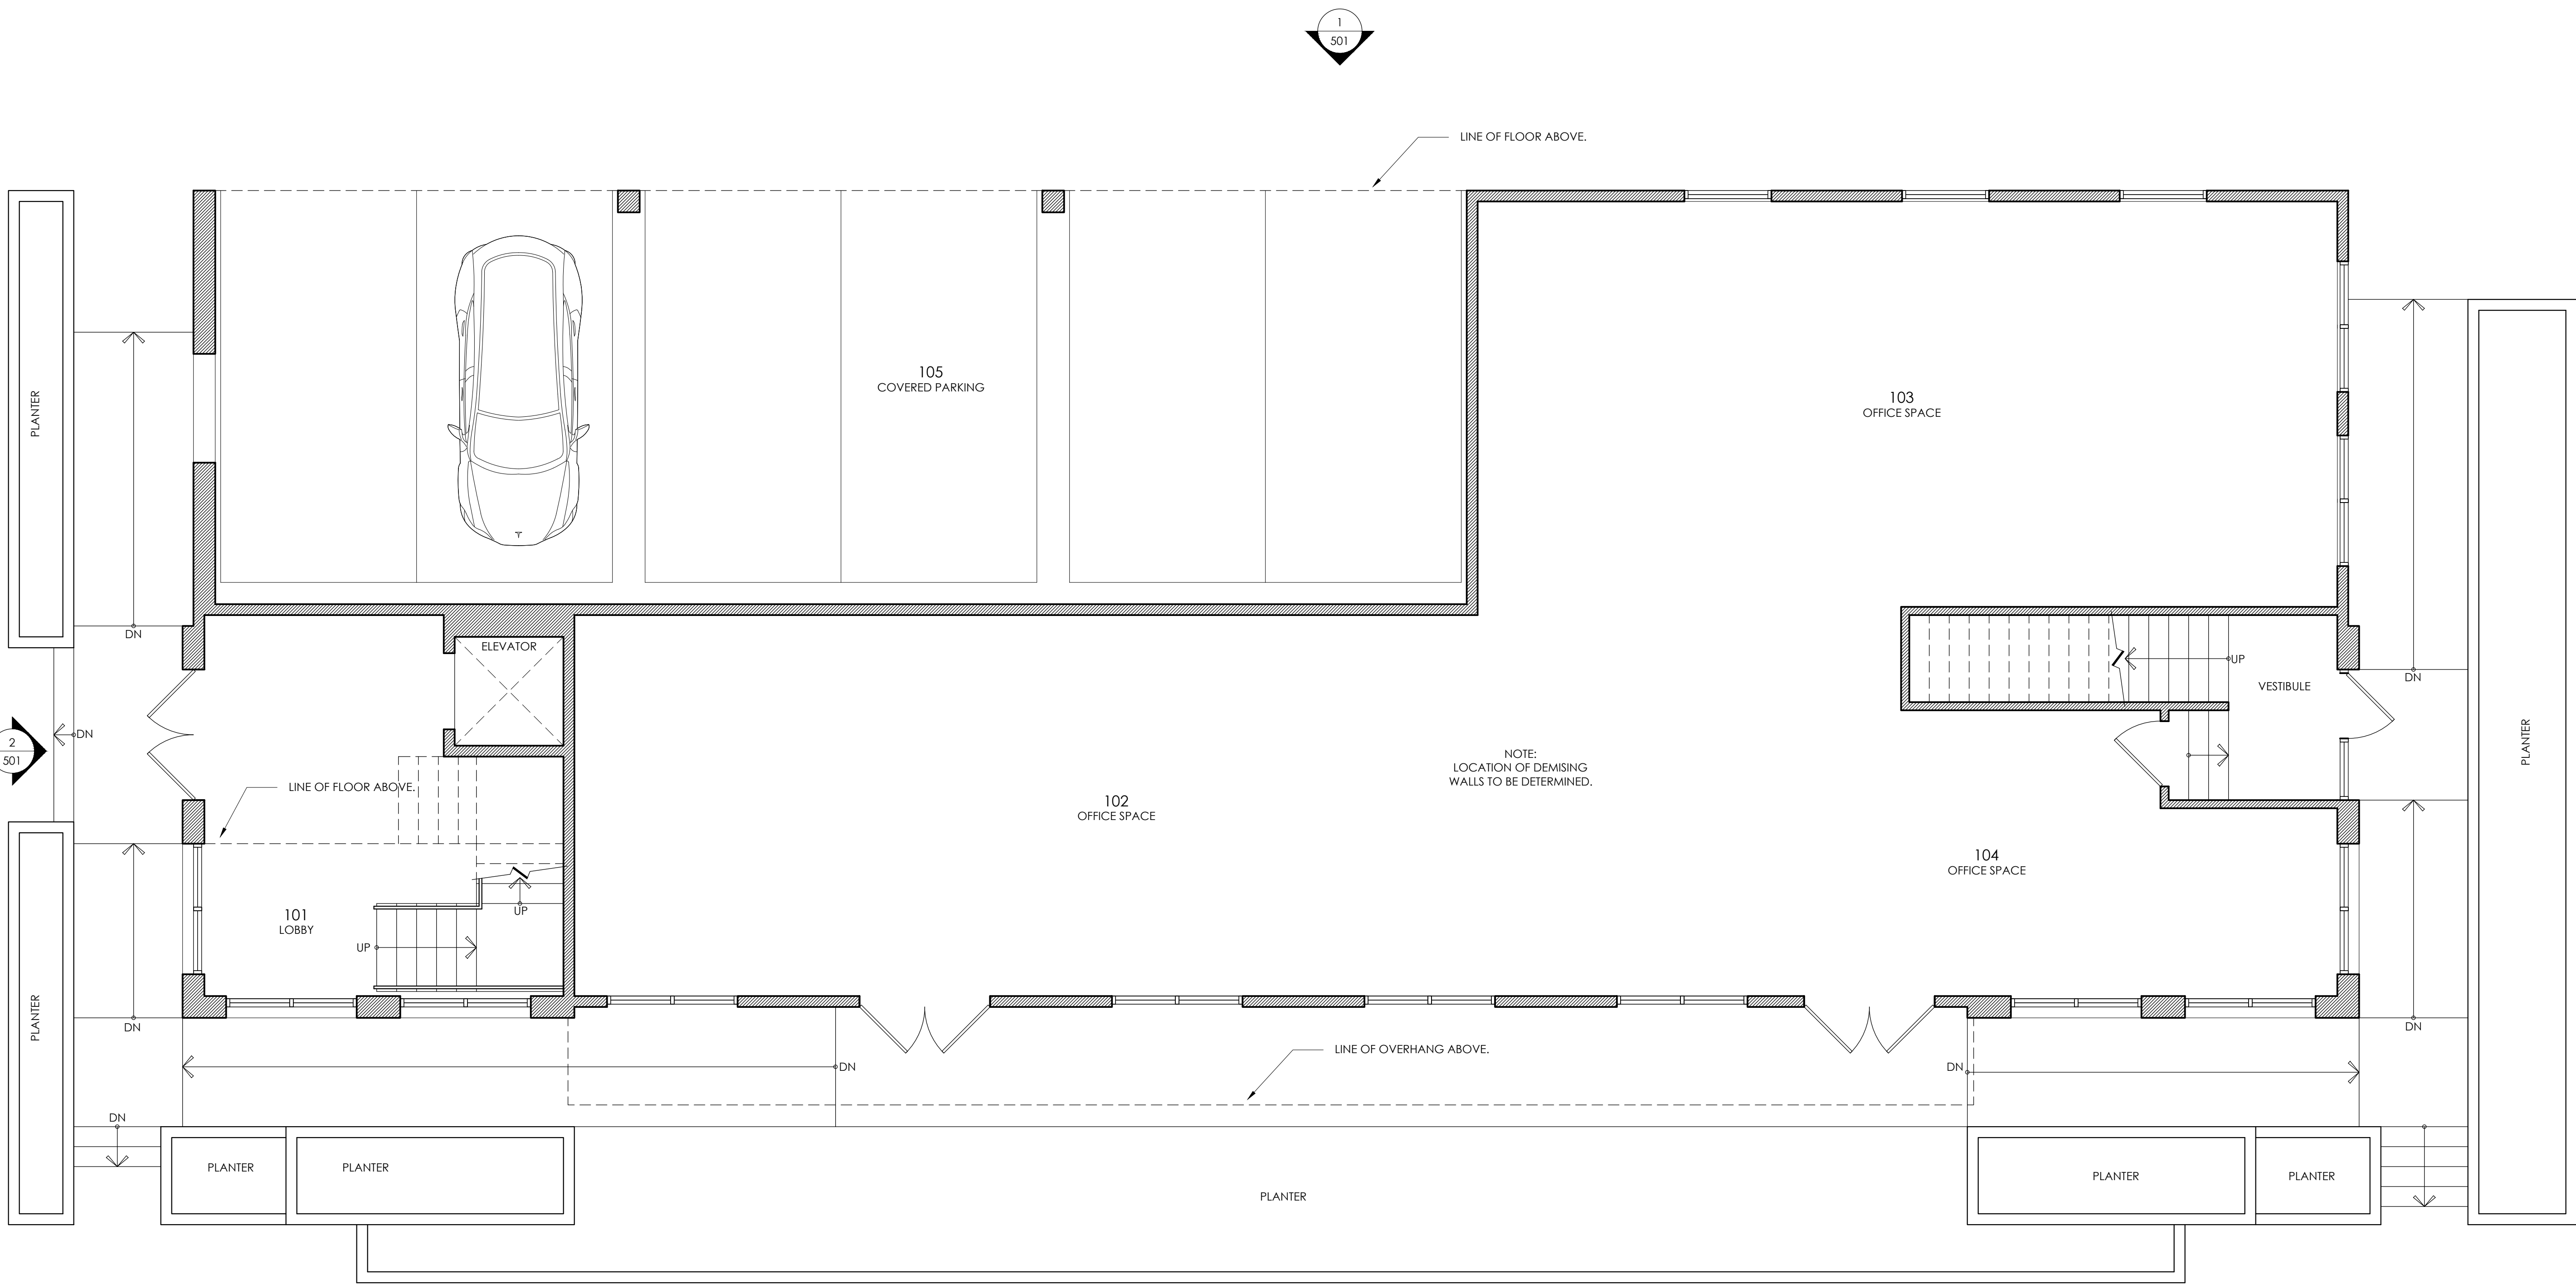 1
501
LINE OF FLOOR ABOVE.
105
COVERED PARKING
103
OFFICE SPACE
PLANTER
DN
ELEVATOR
UP
VESTIBULE
DN
PLANTER
2
501
DN
NOTE:
LOCATION OF DEMISING
WALLS TO BE DETERMINED.
LINE OF FLOOR ABOVE.
102
OFFICE SPACE
104
OFFICE SPACE
101
LOBBY
UP
UP
PLANTER
DN
DN
LINE OF OVERHANG ABOVE.
DN
DN
DN
PLANTER
PLANTER
PLANTER
PLANTER
PLANTER